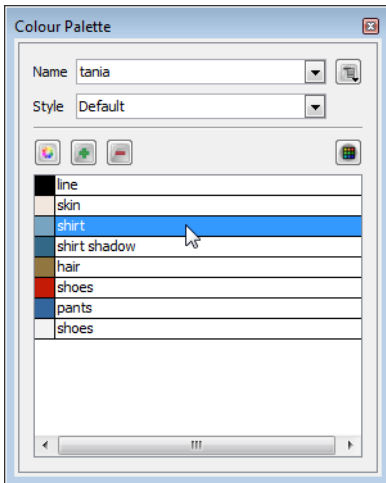 Colour Palette
Name tania
Style Default
line
skin
shirt
shirt shadow
hair
shoes
pants
shoes